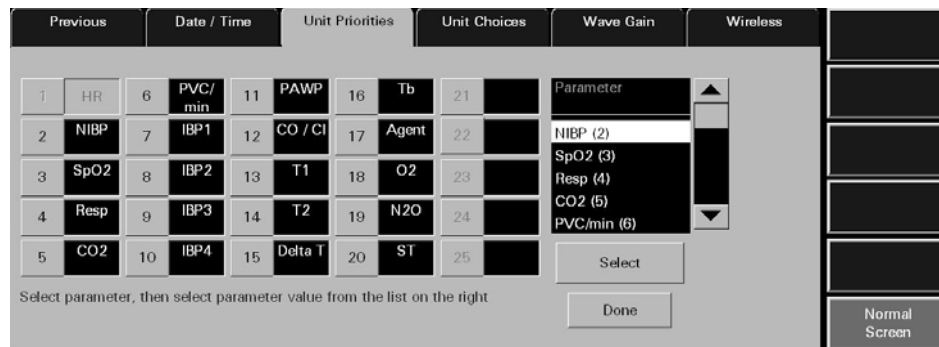 Previous Date / Time Unit Priorities Unit Choices Wave Gain Wireless
1 HR 6 PVC/ min 11 PAWP 16 Tb 21 Parameter
2 NIBP 7 IBP1 12 CO / CI 17 Agent 22 NIBP (2)
3 SpO2 8 IBP2 13 T1 18 O2 23 SpO2 (3)
Resp (4)
4 Resp 9 IBP3 14 T2 19 N2O 24 CO2 (5)
PVC/min (6)
5 CO2 10 IBP4 15 Delta T 20 ST 25 Select
Select parameter, then select parameter value from the list on the right
Done
Normal
Screen